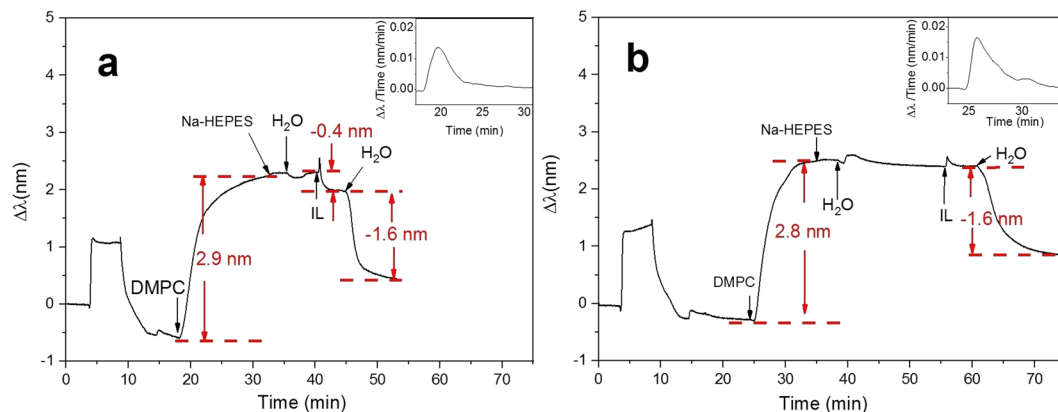 a
5
4
3
2
1
0
-1
Δλ(nm)
0 10 20 30 40 50 60 70
Time (min)
Na-HEPES
H2O
-0.4 nm
H2O
IL
-1.6 nm
2.9 nm
DMPC
0.02
0.01
0.00
Δλ /Time (nm/min)
20 25 30
Time (min)
b
5
4
3
2
1
0
-1
Δλ(nm)
0 10 20 30 40 50 60 70
Time (min)
Na-HEPES
H2O
H2O
IL
-1.6 nm
2.8 nm
DMPC
0.02
0.01
0.00
Δλ /Time (nm/min)
25 30
Time (min)